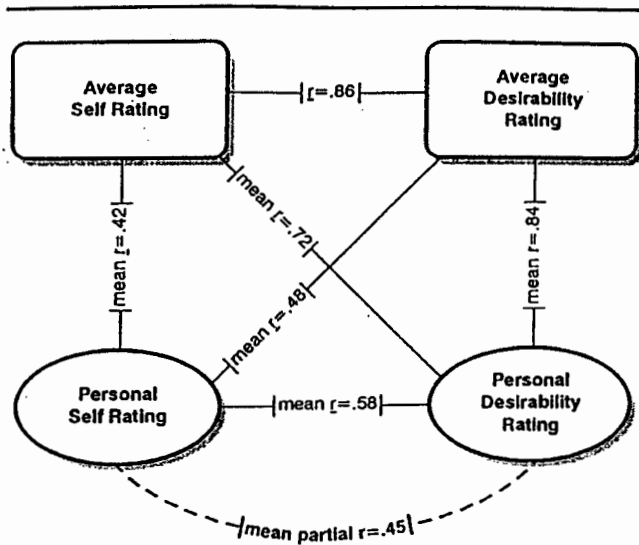 Average
Self Rating
r=.86
Average
Desirability
Rating
mean r=.42
mean r=.72
mean r=.48
mean r=.84
Personal
Self Rating
mean r=.58
Personal
Desirability
Rating
mean partial r=.45